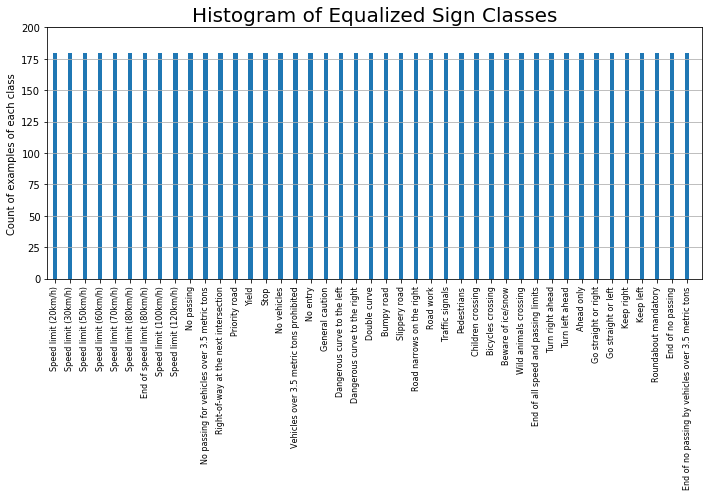 Histogram of Equalized Sign Classes
Count of examples of each class
200
175
150
125
100
75
50
25
0
Speed limit (20km/h)
Speed limit (30km/h)
Speed limit (50km/h)
Speed limit (60km/h)
Speed limit (70km/h)
Speed limit (80km/h)
End of speed limit (80km/h)
Speed limit (100km/h)
Speed limit (120km/h)
No passing
No passing for vehicles over 3.5 metric tons
Right-of-way at the next intersection
Priority road
Yield
Stop
No vehicles
Vehicles over 3.5 metric tons prohibited
No entry
General caution
Dangerous curve to the left
Dangerous curve to the right
Double curve
Bumpy road
Slippery road
Road narrows on the right
Road work
Traffic signals
Pedestrians
Children crossing
Bicycles crossing
Beware of ice/snow
Wild animals crossing
End of all speed and passing limits
Turn right ahead
Turn left ahead
Ahead only
Go straight or right
Go straight or left
Keep right
Keep left
Roundabout mandatory
End of no passing
End of no passing by vehicles over 3.5 metric tons